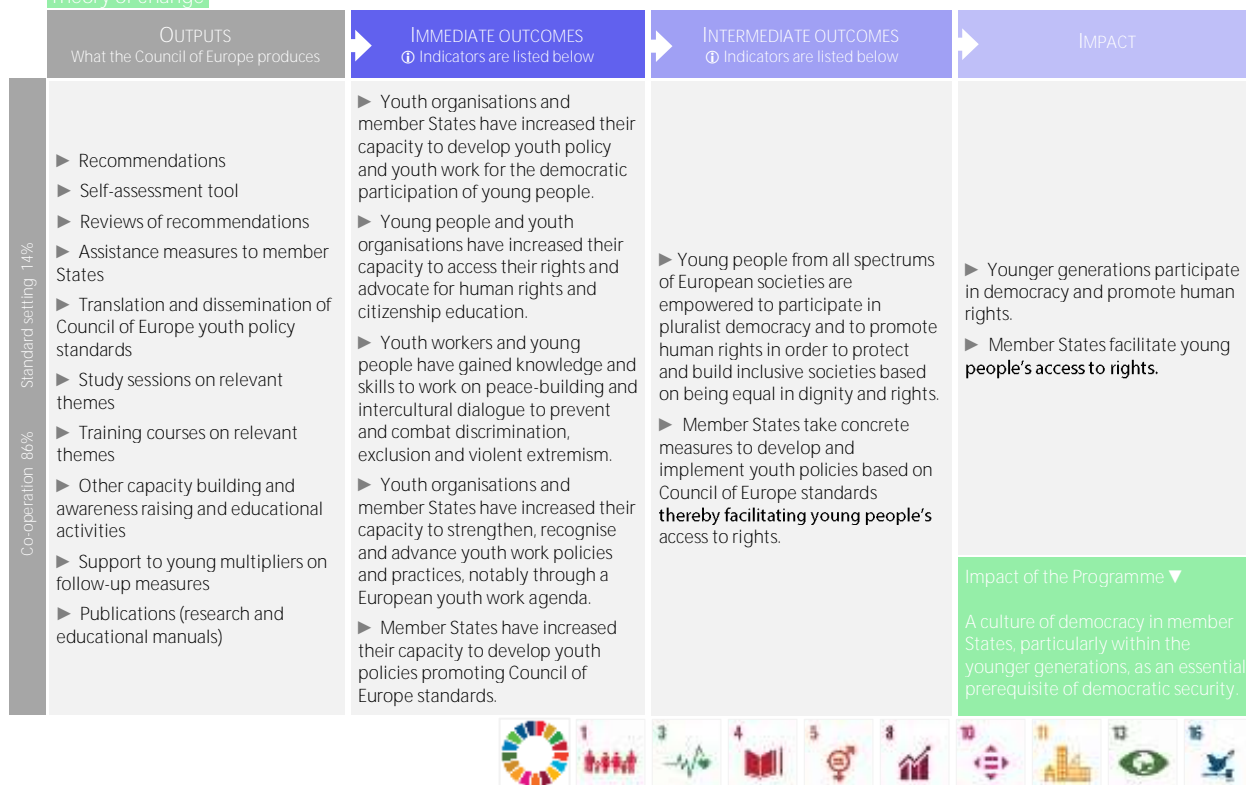 Theory of change
OUTPUTS
What the Council of Europe produces
IMMEDIATE OUTCOMES
🛈 Indicators are listed below
INTERMEDIATE OUTCOMES
🛈 Indicators are listed below
IMPACT
Co-operation 86% Standard setting 14%
► Recommendations
► Self-assessment tool
► Reviews of recommendations
► Assistance measures to member
States
► Translation and dissemination of
Council of Europe youth policy
standards
► Study sessions on relevant
themes
► Training courses on relevant
themes
► Other capacity building and
awareness raising and educational
activities
► Support to young multipliers on
follow-up measures
► Publications (research and
educational manuals)
► Youth organisations and
member States have increased their
capacity to develop youth policy
and youth work for the democratic
participation of young people.
► Young people and youth
organisations have increased their
capacity to access their rights and
advocate for human rights and
citizenship education.
► Youth workers and young
people have gained knowledge and
skills to work on peace-building and
intercultural dialogue to prevent
and combat discrimination,
exclusion and violent extremism.
► Youth organisations and
member States have increased their
capacity to strengthen, recognise
and advance youth work policies
and practices, notably through a
European youth work agenda.
► Member States have increased
their capacity to develop youth
policies promoting Council of
Europe standards.
►Young people from all spectrums
of European societies are
empowered to participate in
pluralist democracy and to promote
human rights in order to protect
and build inclusive societies based
on being equal in dignity and rights.
► Member States take concrete
measures to develop and
implement youth policies based on
Council of Europe standards
thereby facilitating young people's
access to rights.
► Younger generations participate
in democracy and promote human
rights.
► Member States facilitate young
people's access to rights.
Impact of the Programme ▼
A culture of democracy in member
States, particularly within the
younger generations, as an essential
prerequisite of democratic security.
1
3
4
5
8
10
11
13
16